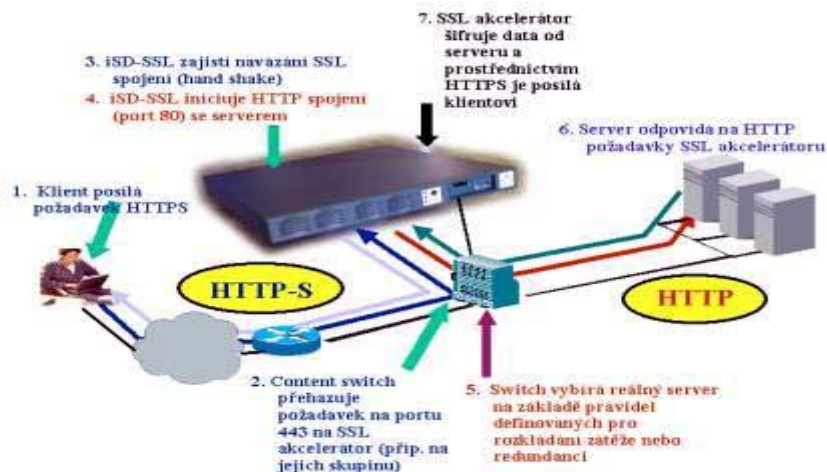 1. Klient posílá
požadavek HTTPS
2. Content switch
přehazuje
požadavek na portu
443 na SSL
akcelerátor (příp. na
jejich skupinu)
3. iSD-SSL zajistí navázání SSL
spojení (hand shake)
4. iSD-SSL iniciuje HTTP spojení
(port 80) se serverem
5. Switch vybírá reálný server
na základě pravidel
definovaných pro
rozkládání zátěže nebo
redundanci
6. Server odpovídá na HTTP
požadavky SSL akcelerátoru
7. SSL akcelerátor
šifruje data od
serveru a
prostřednictvím
HTTPS je posílá
klientovi
HTTP-S
HTTP